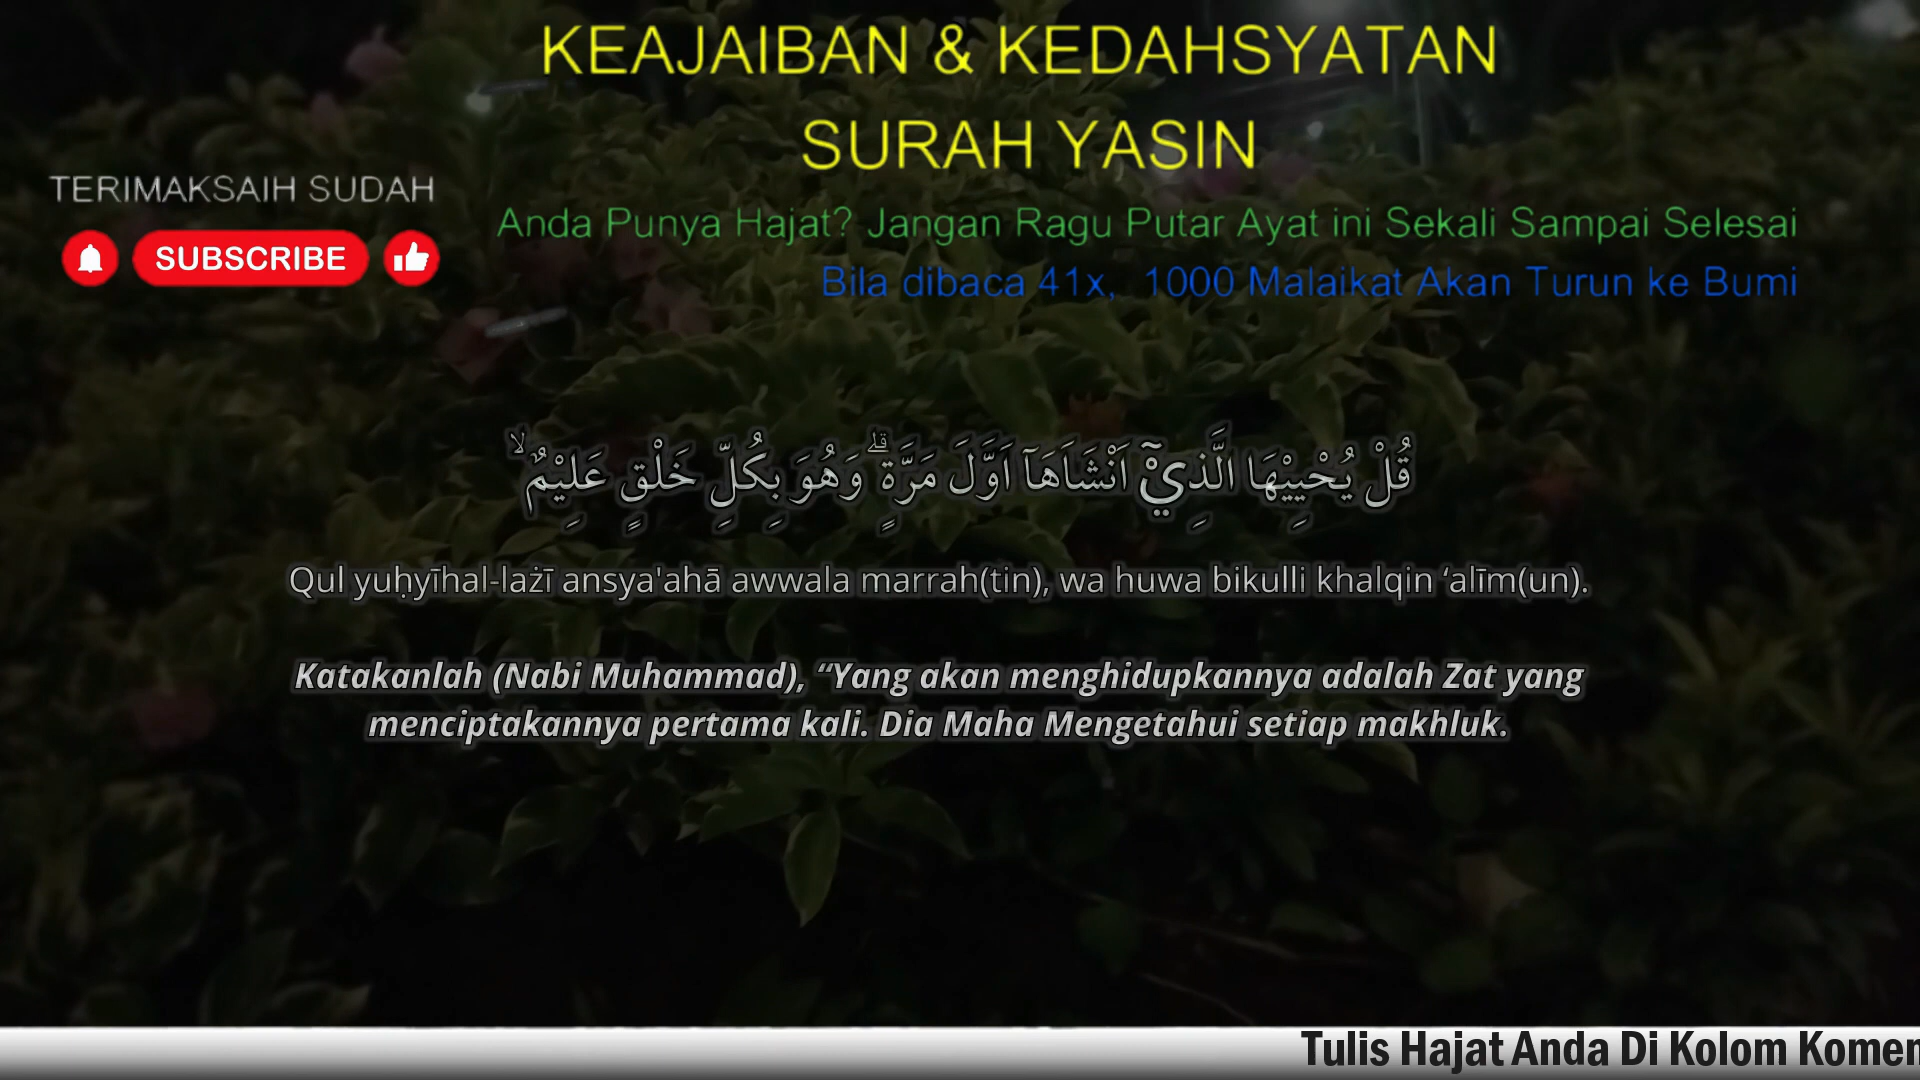 KEAJAIBAN & KEDAHSYATAN
SURAH YASIN
TERIMAKSAIH SUDAH
SUBSCRIBE
Anda Punya Hajat? Jangan Ragu Putar Ayat ini Sekali Sampai Selesai
Bila dibaca 41x, 1000 Malaikat Akan Turun ke Bumi
قُلْ يُحْيِيْهَا الَّذِيْٓ اَنْشَاَهَآ اَوَّلَ مَرَّةٍۗ وَهُوَ بِكُلِّ خَلْقٍ عَلِيْمٌ ۙ
Qul yuḥyīhal-lażī ansya'ahā awwala marrah(tin), wa huwa bikulli khalqin ‘alīm(un).
Katakanlah (Nabi Muhammad), “Yang akan menghidupkannya adalah Zat yang
menciptakannya pertama kali. Dia Maha Mengetahui setiap makhluk.
Tulis Hajat Anda Di Kolom Komen